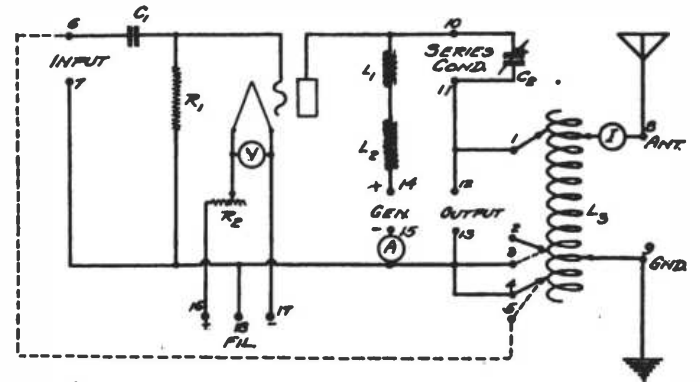 6
C1
INPUT
7
R1
V
R2
16
+
18
17
-
FIL.
L1
L2
+ 14
GEN.
- 15
A
10
SERIES
COND.
C2
11
12
OUTPUT
13
1
2
3
4
5
L3
I
8
ANT.
9
GND.